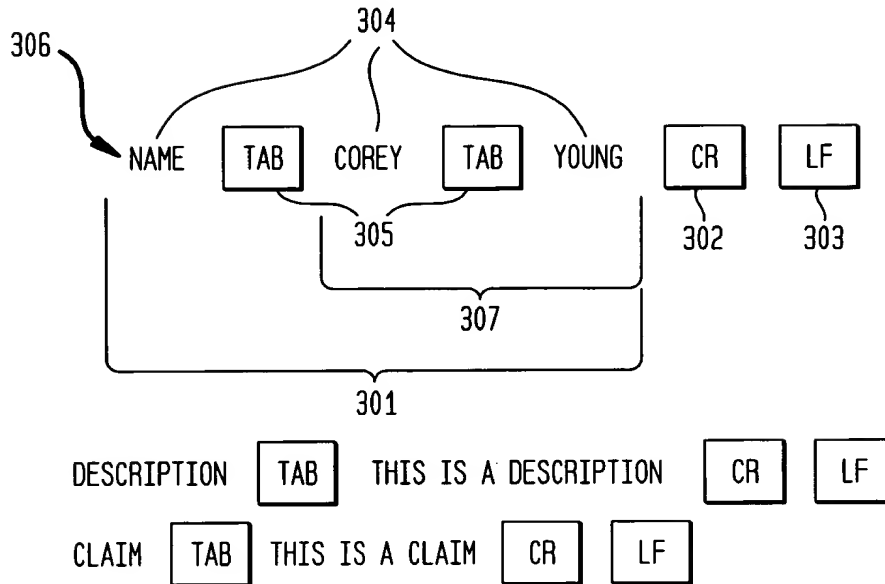 304
306
NAME TAB COREY TAB YOUNG CR LF
305 302 303
307
301
DESCRIPTION TAB THIS IS A DESCRIPTION CR LF
CLAIM TAB THIS IS A CLAIM CR LF